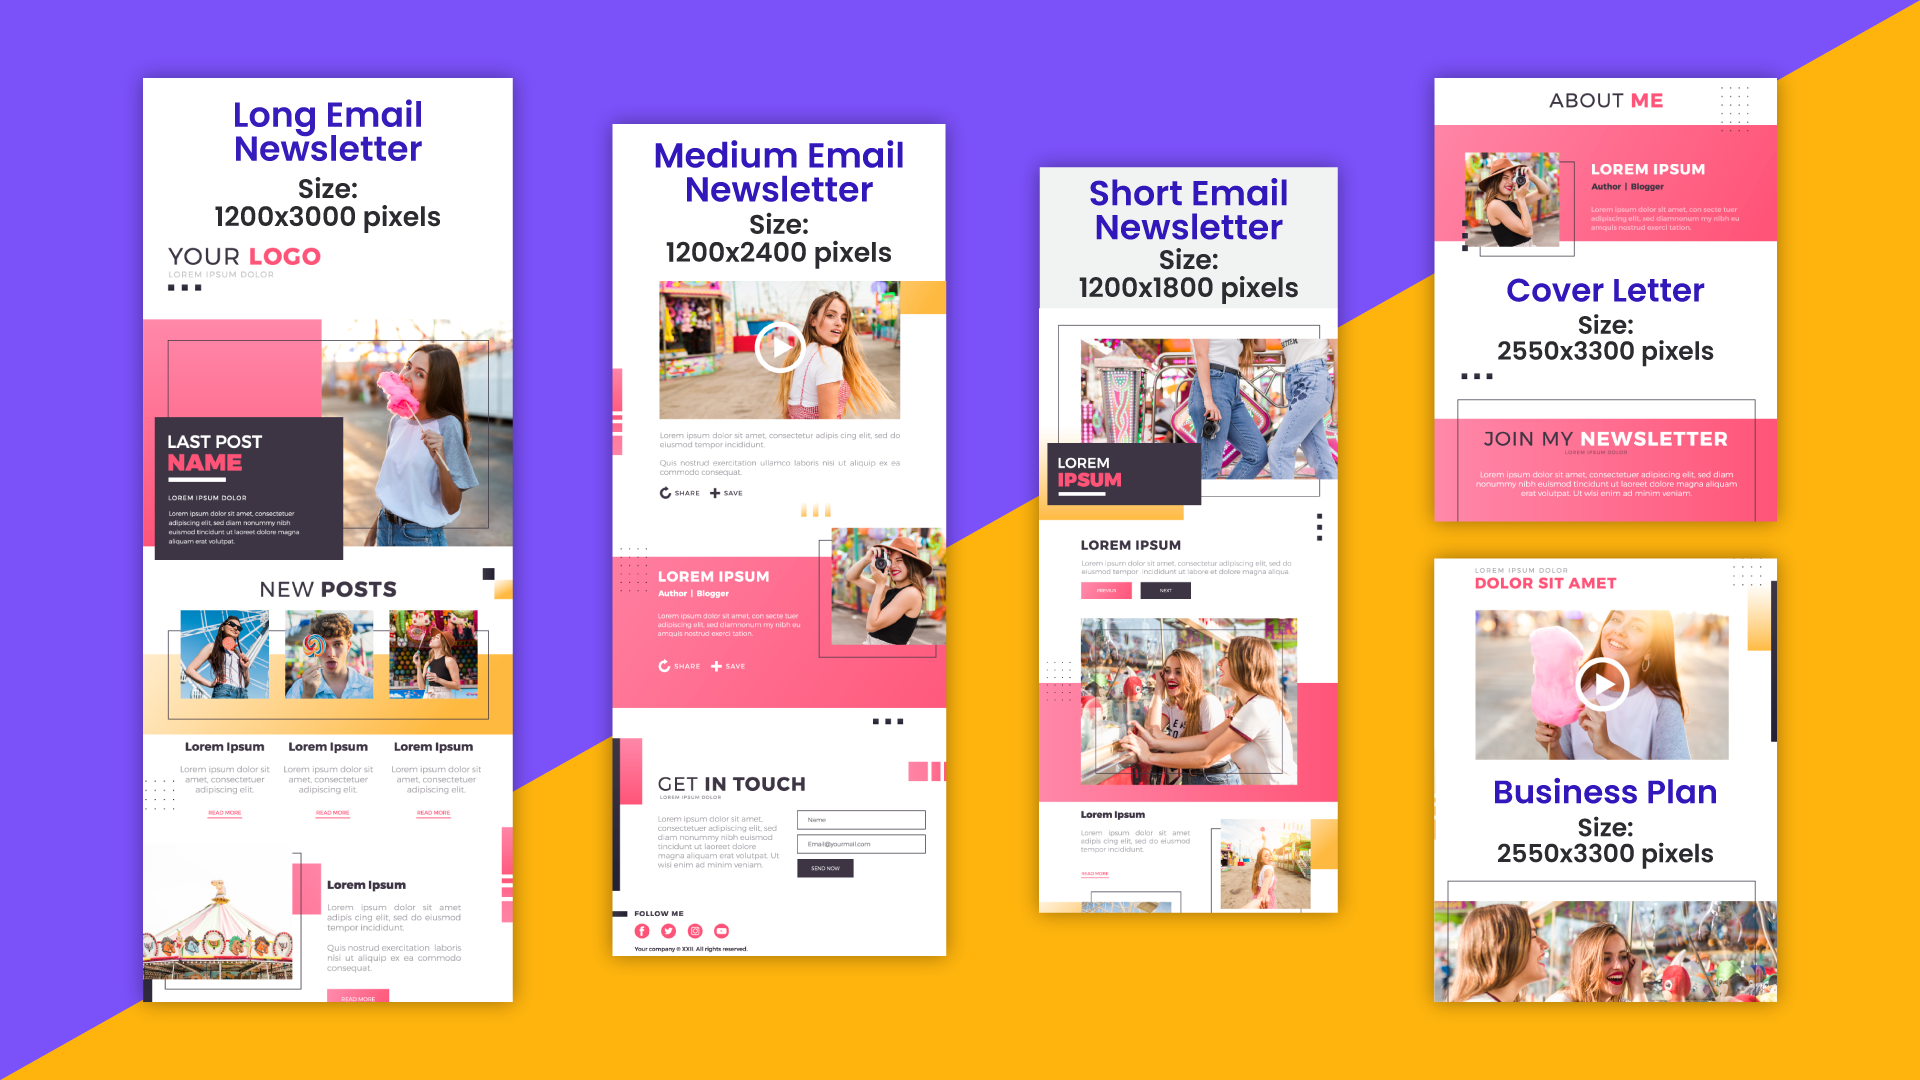 Long Email
Newsletter
Size:
1200x3000 pixels
YOUR LOGO
LOREM IPSUM DOLOR
LAST POST
NAME
LOREM IPSUM DOLOR
Lorem ipsum dolor sit amet, consectetuer
adipiscing elit, sed diam nonummy nibh
euismod tincidunt ut laoreet dolore magna
aliquam erat volutpat.
NEW POSTS
Lorem Ipsum
Lorem ipsum dolor sit
amet, consectetuer
adipiscing elit.
READ MORE
Lorem Ipsum
Lorem ipsum dolor sit
amet, consectetuer
adipiscing elit.
READ MORE
Lorem Ipsum
Lorem ipsum dolor sit
amet, consectetuer
adipiscing elit.
READ MORE
Lorem Ipsum
Lorem ipsum dolor sit amet
adipis cing elit, sed do eiusmod
tempor incididunt.
Quis nostrud exercitation laboris
nisi ut aliquip ex ea commodo
consequat.
READ MORE
Medium Email
Newsletter
Size:
1200x2400 pixels
Lorem ipsum dolor sit amet, consectetur adipis cing elit, sed do
eiusmod tempor incididunt.
Quis nostrud exercitation ullamco laboris nisi ut aliquip ex ea
commodo consequat.
SHARE SAVE
LOREM IPSUM
Author | Blogger
Lorem ipsum dolor sit amet, con secte tuer
adipiscing elit, sed diamnonum my nibh eu
amquis nostrud exerci tation.
SHARE SAVE
GET IN TOUCH
LOREM IPSUM DOLOR
Lorem ipsum dolor sit amet,
consectetuer adipiscing elit, sed
diam nonummy nibh euismod
tincidunt ut laoreet dolore
magna aliquam erat volutpat. Ut
wisi enim ad minim veniam.
Name
Email@yourmail.com
SEND NOW
FOLLOW ME
Your company © XXII. All rights reserved.
Short Email
Newsletter
Size:
1200x1800 pixels
LOREM
IPSUM
LOREM IPSUM
Lorem ipsum dolor sit amet, consectetur adipiscing elit, sed do
eiusmod tempor incididunt ut labore et dolore magna aliqua.
PREVIUS
NEXT
Lorem Ipsum
Lorem ipsum dolor sit amet
adipis cing elit, sed do eiusmod
tempor incididunt.
READ MORE
ABOUT ME
LOREM IPSUM
Author | Blogger
Lorem ipsum dolor sit amet, con secte tuer
adipiscing elit, sed diamnonum my nibh eu
amquis nostrud exerci tation.
Cover Letter
Size:
2550x3300 pixels
JOIN MY NEWSLETTER
LOREM IPSUM DOLOR
Lorem ipsum dolor sit amet, consectetuer adipiscing elit, sed diam
nonummy nibh euismod tincidunt ut laoreet dolore magna aliquam
erat volutpat. Ut wisi enim ad minim veniam.
LOREM IPSUM DOLOR
DOLOR SIT AMET
Business Plan
Size:
2550x3300 pixels